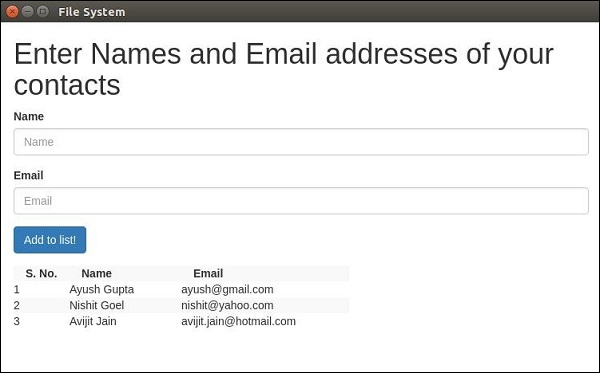 File System
Enter Names and Email addresses of your
contacts
Name
Name
Email
Email
Add to list!
S. No. Name Email
1 Ayush Gupta ayush@gmail.com
2 Nishit Goel nishit@yahoo.com
3 Avijit Jain avijit.jain@hotmail.com